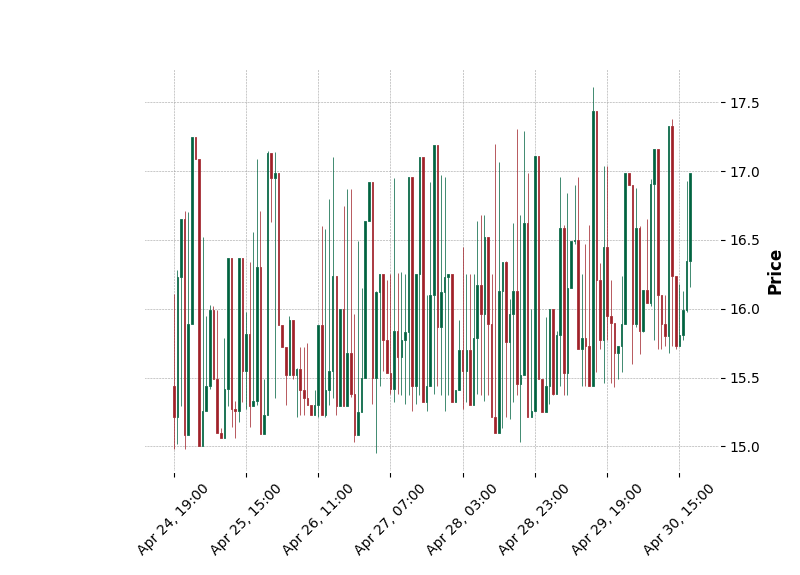 17.5
17.0
16.5
16.0
15.5
15.0
Price
Apr 24, 19:00
Apr 25, 15:00
Apr 26, 11:00
Apr 27, 07:00
Apr 28, 03:00
Apr 28, 23:00
Apr 29, 19:00
Apr 30, 15:00